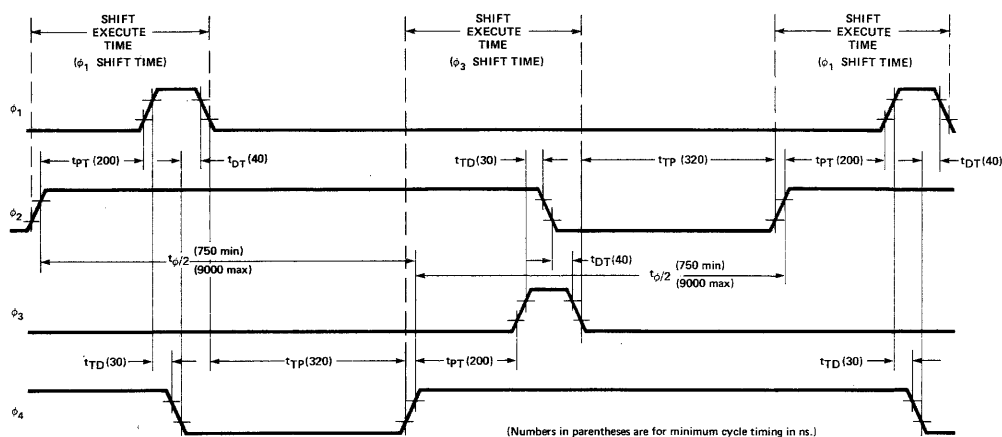 SHIFT
EXECUTE
TIME
(ϕ1 SHIFT TIME)
SHIFT
EXECUTE
TIME
(ϕ3 SHIFT TIME)
SHIFT
EXECUTE
TIME
(ϕ1 SHIFT TIME)
ϕ1
tPT(200)
tDT(40)
tTD(30)
tTP(320)
tPT(200)
tDT(40)
ϕ2
tϕ/2 (750 min)
(9000 max)
tDT(40)
tϕ/2 (750 min)
(9000 max)
ϕ3
tTD(30)
tTP(320)
tPT(200)
tTD(30)
ϕ4
(Numbers in parentheses are for minimum cycle timing in ns.)